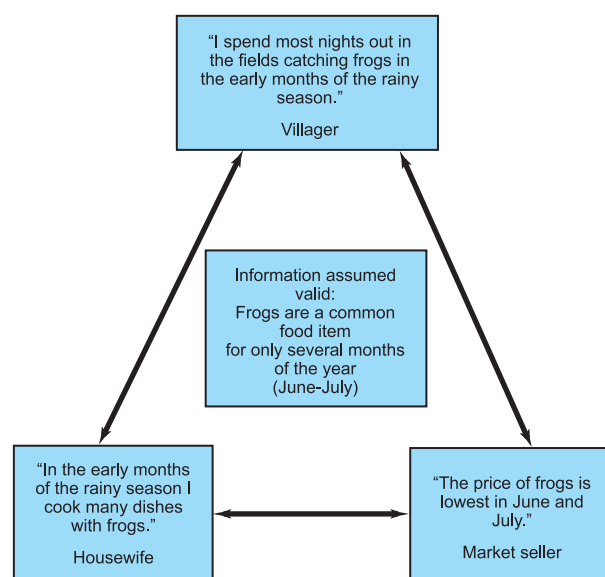 “I spend most nights out in
the fields catching frogs in
the early months of the rainy
season.”
Villager
Information assumed
valid:
Frogs are a common
food item
for only several months
of the year
(June-July)
“In the early months
of the rainy season I
cook many dishes
with frogs.”
Housewife
“The price of frogs is
lowest in June and
July.”
Market seller